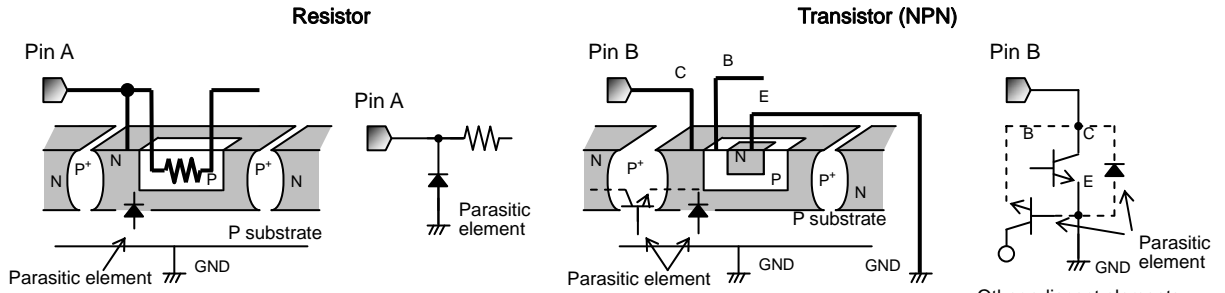 Resistor
Transistor (NPN)
Pin A
Pin A
N
P+
N
P
P+
N
Parasitic
element
P substrate
Parasitic element
GND
Pin B
C
B
E
N
P+
N
P
P+
N
P substrate
Parasitic element
GND
GND
Pin B
B
C
E
Parasitic
element
GND